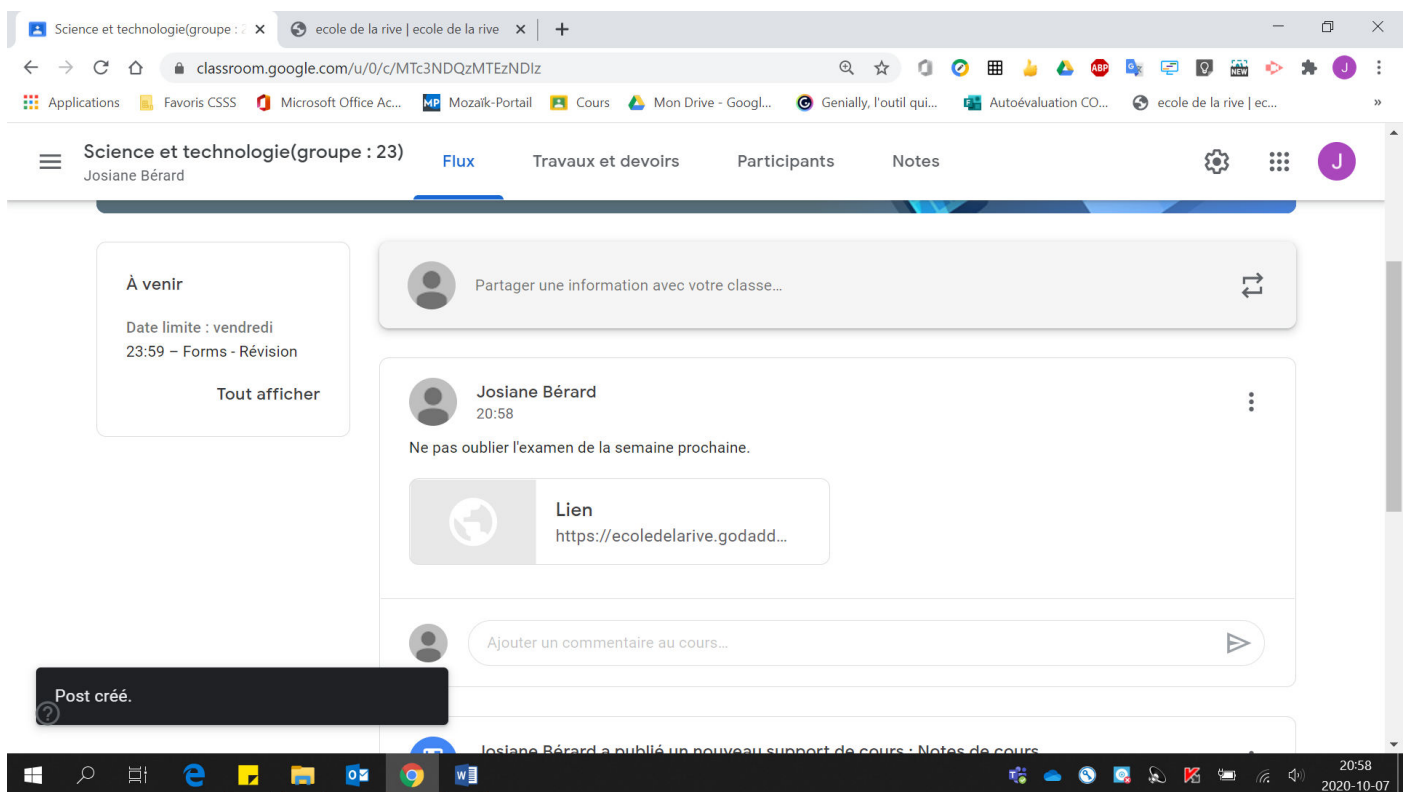 Science et technologie(groupe : 2
ecole de la rive | ecole de la rive
classroom.google.com/u/0/c/MTc3NDQzMTEzNDIz
Applications
Favoris CSSS
Microsoft Office Ac...
Mozaïk-Portail
Cours
Mon Drive - Googl...
Genially, l'outil qui...
Autoévaluation CO...
ecole de la rive | ec...
»
ABP
NEW
J
MP
Science et technologie(groupe : 23)
Josiane Bérard
Flux
Travaux et devoirs
Participants
Notes
J
À venir
Date limite : vendredi
23:59 – Forms - Révision
Tout afficher
Partager une information avec votre classe...
Josiane Bérard
20:58
Ne pas oublier l'examen de la semaine prochaine.
Lien
https://ecoledelarive.godadd...
Ajouter un commentaire au cours...
Post créé.
Josiane Bérard a publié un nouveau support de cours : Notes de cours
20:58
2020-10-07